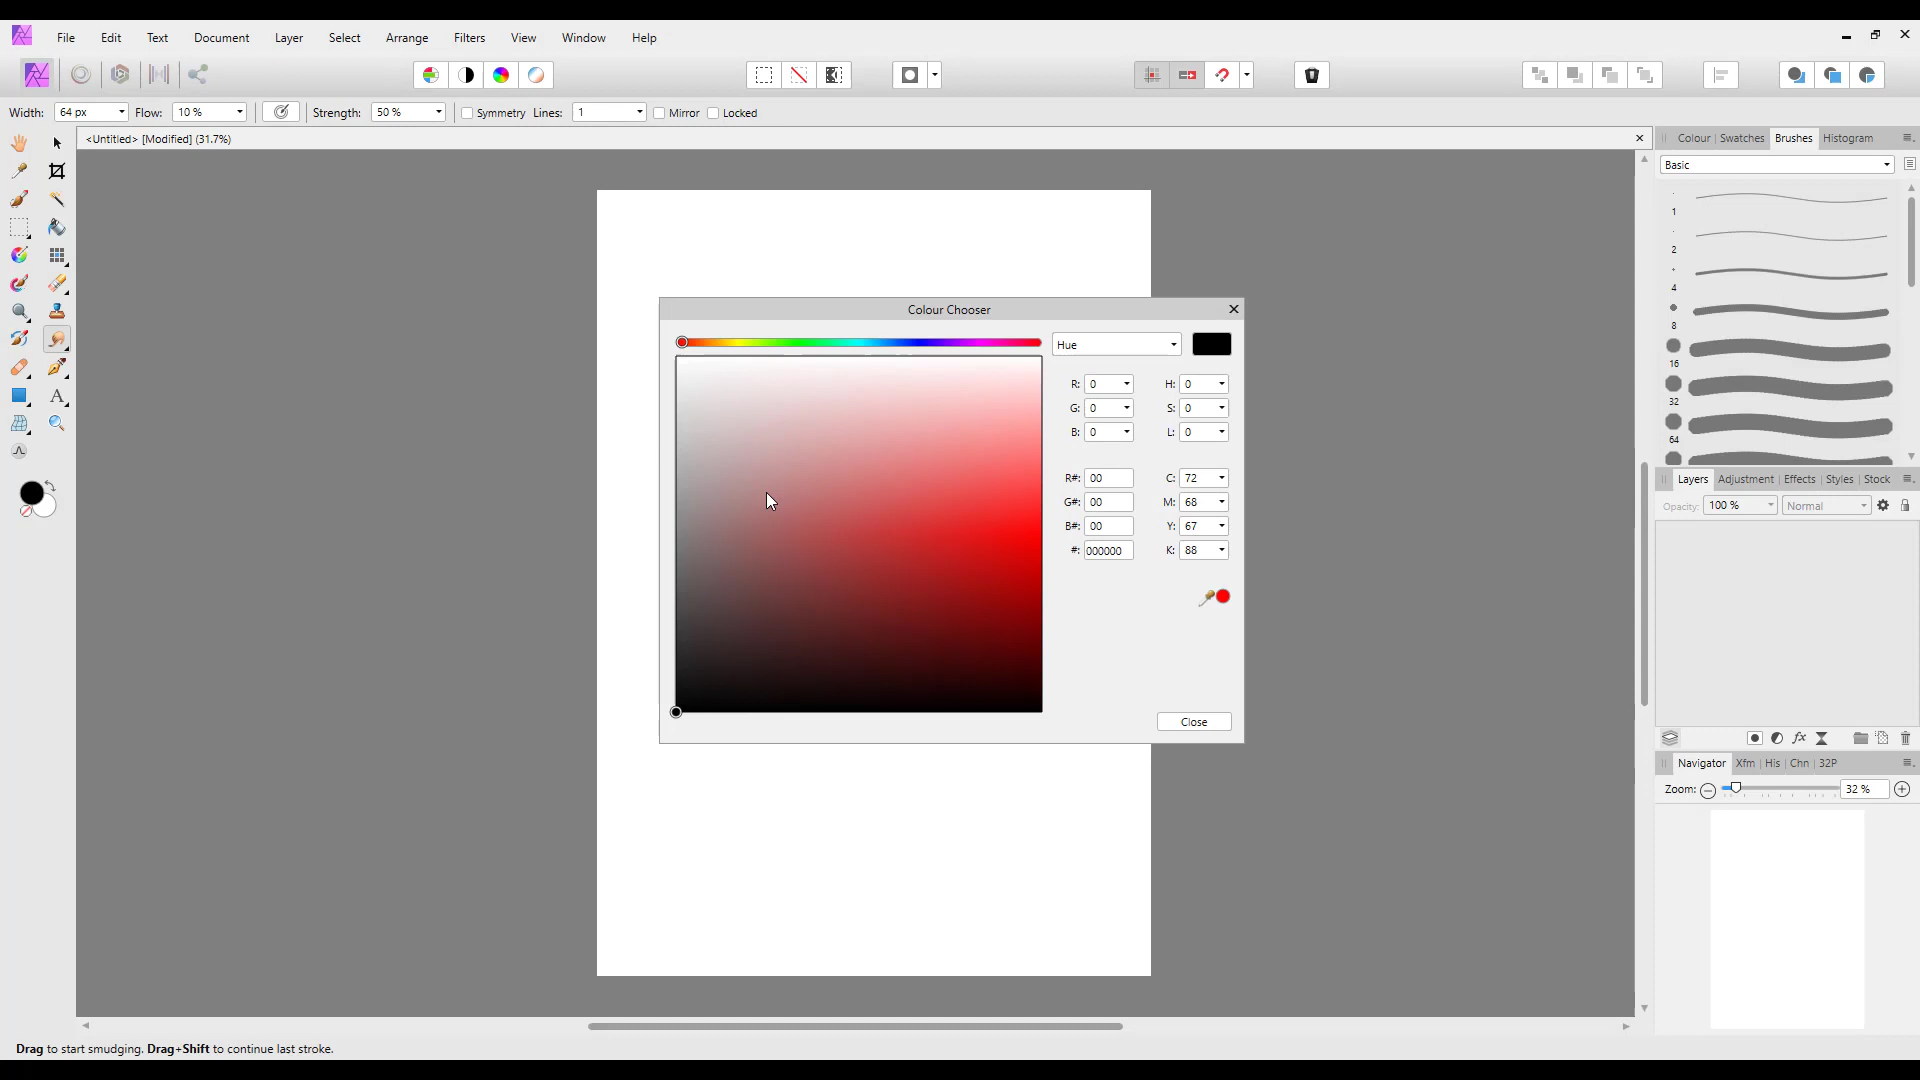 File Edit Text Document Layer Select Arrange Filters View Window Help
Width: 64 px Flow: 10 % Strength: 50 % Symmetry Lines: 1 Mirror Locked
<Untitled> [Modified] (31.7%)
Colour Swatches Brushes Histogram
Basic
1
2
4
8
16
32
64
Colour Chooser
Hue
R: 0 H: 0
G: 0 S: 0
B: 0 L: 0
R#: 00 C: 72
G#: 00 M: 68
B#: 00 Y: 67
#: 000000 K: 88
Close
Layers Adjustment Effects Styles Stock
Opacity: 100 % Normal
fx
Navigator Xfm His Chn 32P
Zoom: 32 %
A
Drag to start smudging. Drag+Shift to continue last stroke.